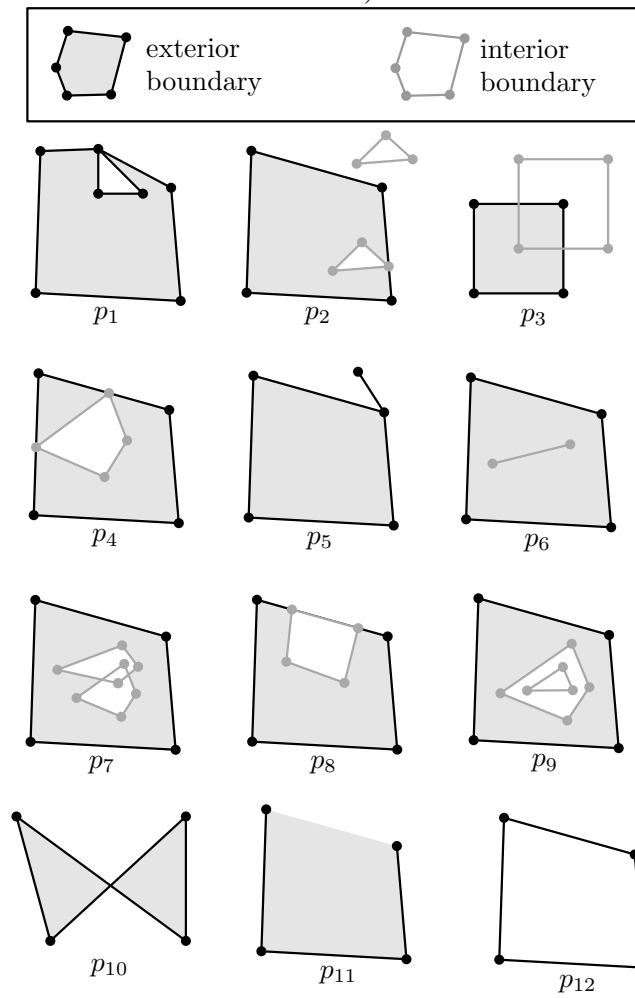 exterior boundary
interior boundary
p₁
p₂
p₃
p₄
p₅
p₆
p₇
p₈
p₉
p₁₀
p₁₁
p₁₂